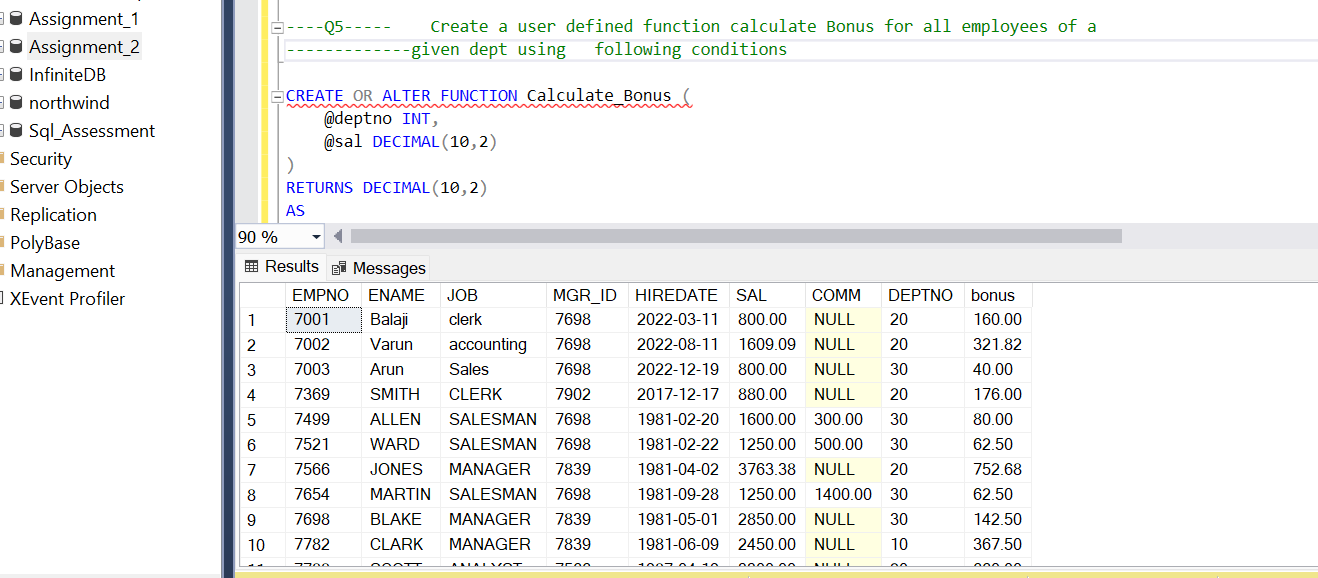 Assignment_1
Assignment_2
InfiniteDB
northwind
Sql_Assessment
Security
Server Objects
Replication
PolyBase
Management
XEvent Profiler
----Q5----- Create a user defined function calculate Bonus for all employees of a
-------------given dept using following conditions
CREATE OR ALTER FUNCTION Calculate_Bonus (
@deptno INT,
@sal DECIMAL(10,2)
)
RETURNS DECIMAL(10,2)
AS
90 %
Results Messages
EMPNO ENAME JOB MGR_ID HIREDATE SAL COMM DEPTNO bonus
1 7001 Balaji clerk 7698 2022-03-11 800.00 NULL 20 160.00
2 7002 Varun accounting 7698 2022-08-11 1609.09 NULL 20 321.82
3 7003 Arun Sales 7698 2022-12-19 800.00 NULL 30 40.00
4 7369 SMITH CLERK 7902 2017-12-17 880.00 NULL 20 176.00
5 7499 ALLEN SALESMAN 7698 1981-02-20 1600.00 300.00 30 80.00
6 7521 WARD SALESMAN 7698 1981-02-22 1250.00 500.00 30 62.50
7 7566 JONES MANAGER 7839 1981-04-02 3763.38 NULL 20 752.68
8 7654 MARTIN SALESMAN 7698 1981-09-28 1250.00 1400.00 30 62.50
9 7698 BLAKE MANAGER 7839 1981-05-01 2850.00 NULL 30 142.50
10 7782 CLARK MANAGER 7839 1981-06-09 2450.00 NULL 10 367.50